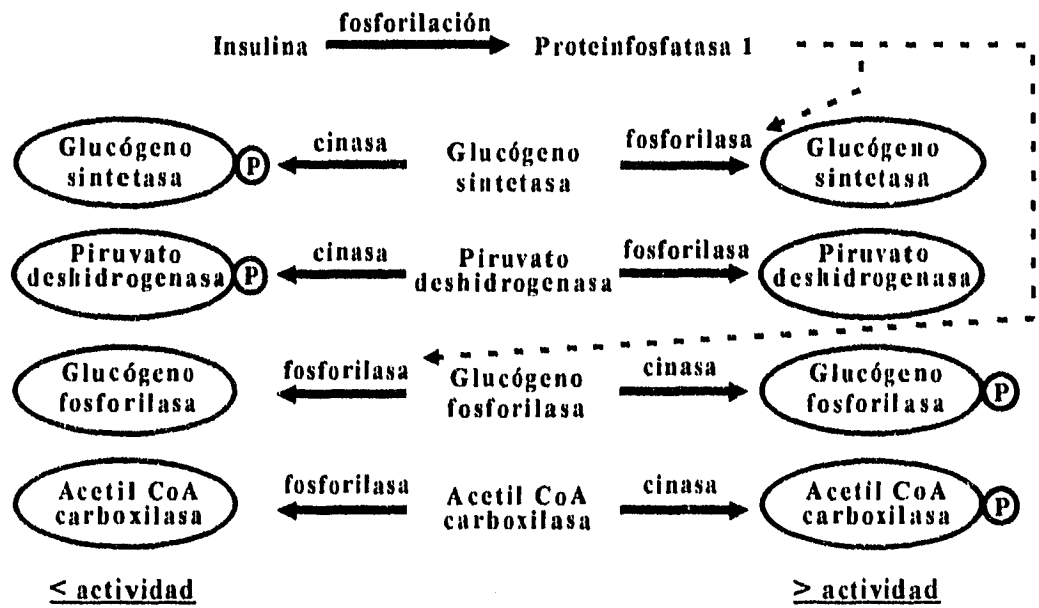 fosforilación
Insulina Proteinfosfatasa 1
Glucógeno sintetasa P cinasa Glucógeno sintetasa fosforilasa Glucógeno sintetasa
Piruvato deshidrogenasa P cinasa Piruvato deshidrogenasa fosforilasa Piruvato deshidrogenasa
Glucógeno fosforilasa fosforilasa Glucógeno fosforilasa cinasa Glucógeno fosforilasa P
Acetil CoA carboxilasa fosforilasa Acetil CoA carboxilasa cinasa Acetil CoA carboxilasa P
< actividad > actividad